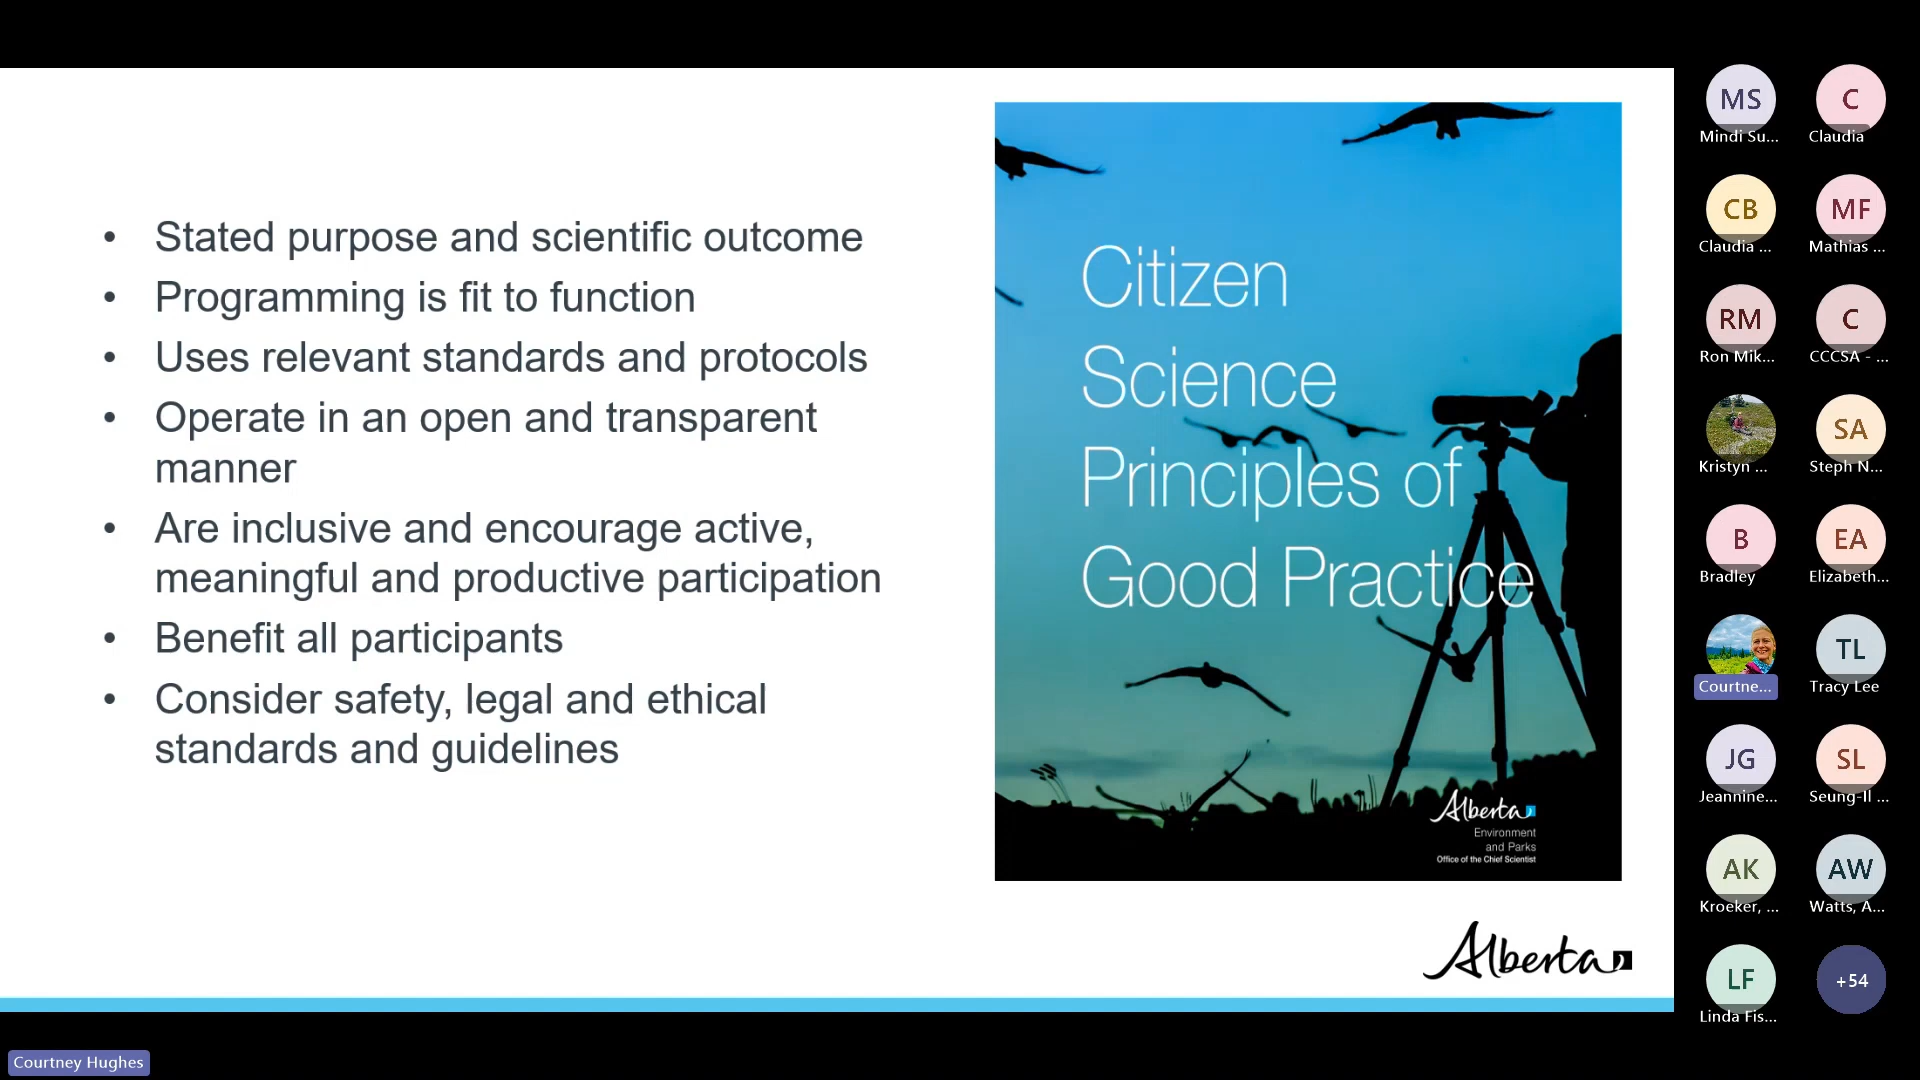 • Stated purpose and scientific outcome
• Programming is fit to function
• Uses relevant standards and protocols
• Operate in an open and transparent
manner
• Are inclusive and encourage active,
meaningful and productive participation
• Benefit all participants
• Consider safety, legal and ethical
standards and guidelines
Citizen
Science
Principles of
Good Practice
Alberta
Environment
and Parks
Office of the Chief Scientist
Alberta
MS
Mindi Su...
C
Claudia
CB
Claudia ...
MF
Mathias ...
RM
Ron Mik...
C
CCCSA - ...
Kristyn ...
SA
Steph N...
B
Bradley
EA
Elizabeth...
Courtne...
TL
Tracy Lee
JG
Jeannine...
SL
Seung-Il ...
AK
Kroeker, ...
AW
Watts, A...
LF
Linda Fis...
+54
Courtney Hughes